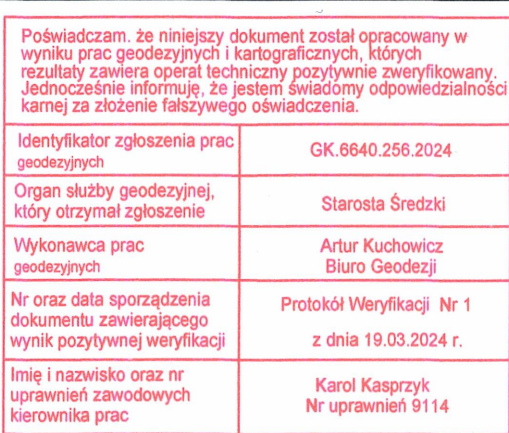 Poświadczam. że niniejszy dokument został opracowany w
wyniku prac geodezyjnych i kartograficznych, których
rezultaty zawiera operat techniczny pozytywnie zweryfikowany.
Jednocześnie informuję, że jestem świadomy odpowiedzialności
karnej za złożenie fałszywego oświadczenia.
Identyfikator zgłoszenia prac
geodezyjnych
GK.6640.256.2024
Organ służby geodezyjnej,
który otrzymał zgłoszenie
Starosta Średzki
Wykonawca prac
geodezyjnych
Artur Kuchowicz
Biuro Geodezji
Nr oraz data sporządzenia
dokumentu zawierającego
wynik pozytywnej weryfikacji
Protokół Weryfikacji Nr 1
z dnia 19.03.2024 r.
Imię i nazwisko oraz nr
uprawnień zawodowych
kierownika prac
Karol Kasprzyk
Nr uprawnień 9114